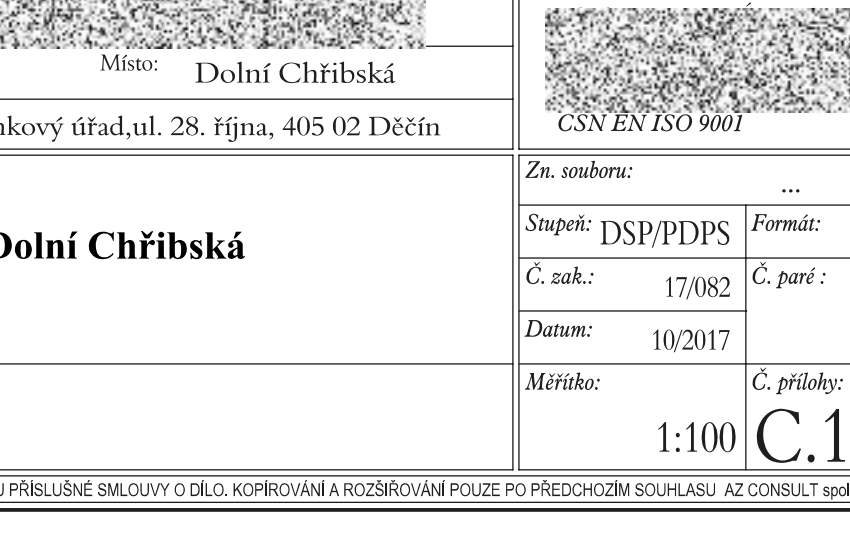 Místo: Dolní Chřibská
úřad,ul. 28. října, 405 02 Děčín
CSN EN ISO 9001
Zn. souboru: ...
Dolní Chřibská
Stupeň: DSP/PDPS Formát:
Č. zak.: 17/082 Č. paré :
Datum: 10/2017
Měřítko: 1:100 Č. přílohy: C.1
PŘÍSLUŠNÉ SMLOUVY O DÍLO. KOPÍROVÁNÍ A ROZŠIŘOVÁNÍ POUZE PO PŘEDCHOZÍM SOUHLASU AZ CONSULT spol